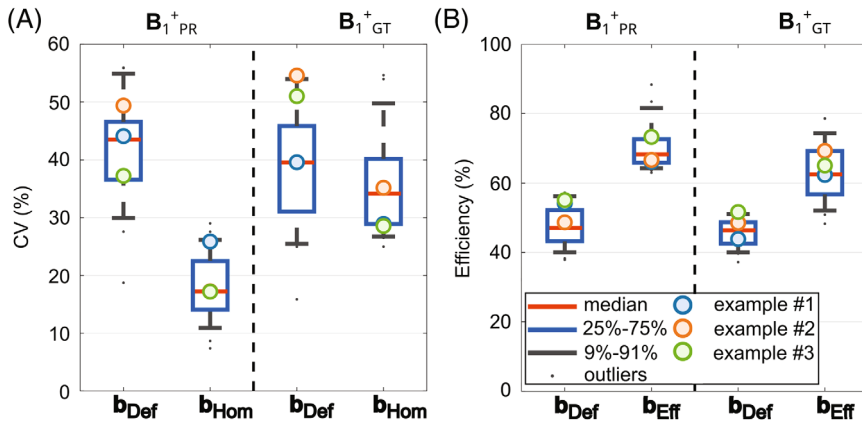 (A) B₁⁺PR B₁⁺GT
CV (%)
60
50
40
30
20
10
0
bDef bHom bDef bHom
(B) B₁⁺PR B₁⁺GT
Efficiency (%)
100
80
60
40
20
0
median example #1
25%-75% example #2
9%-91% example #3
outliers
bDef bEff bDef bEff